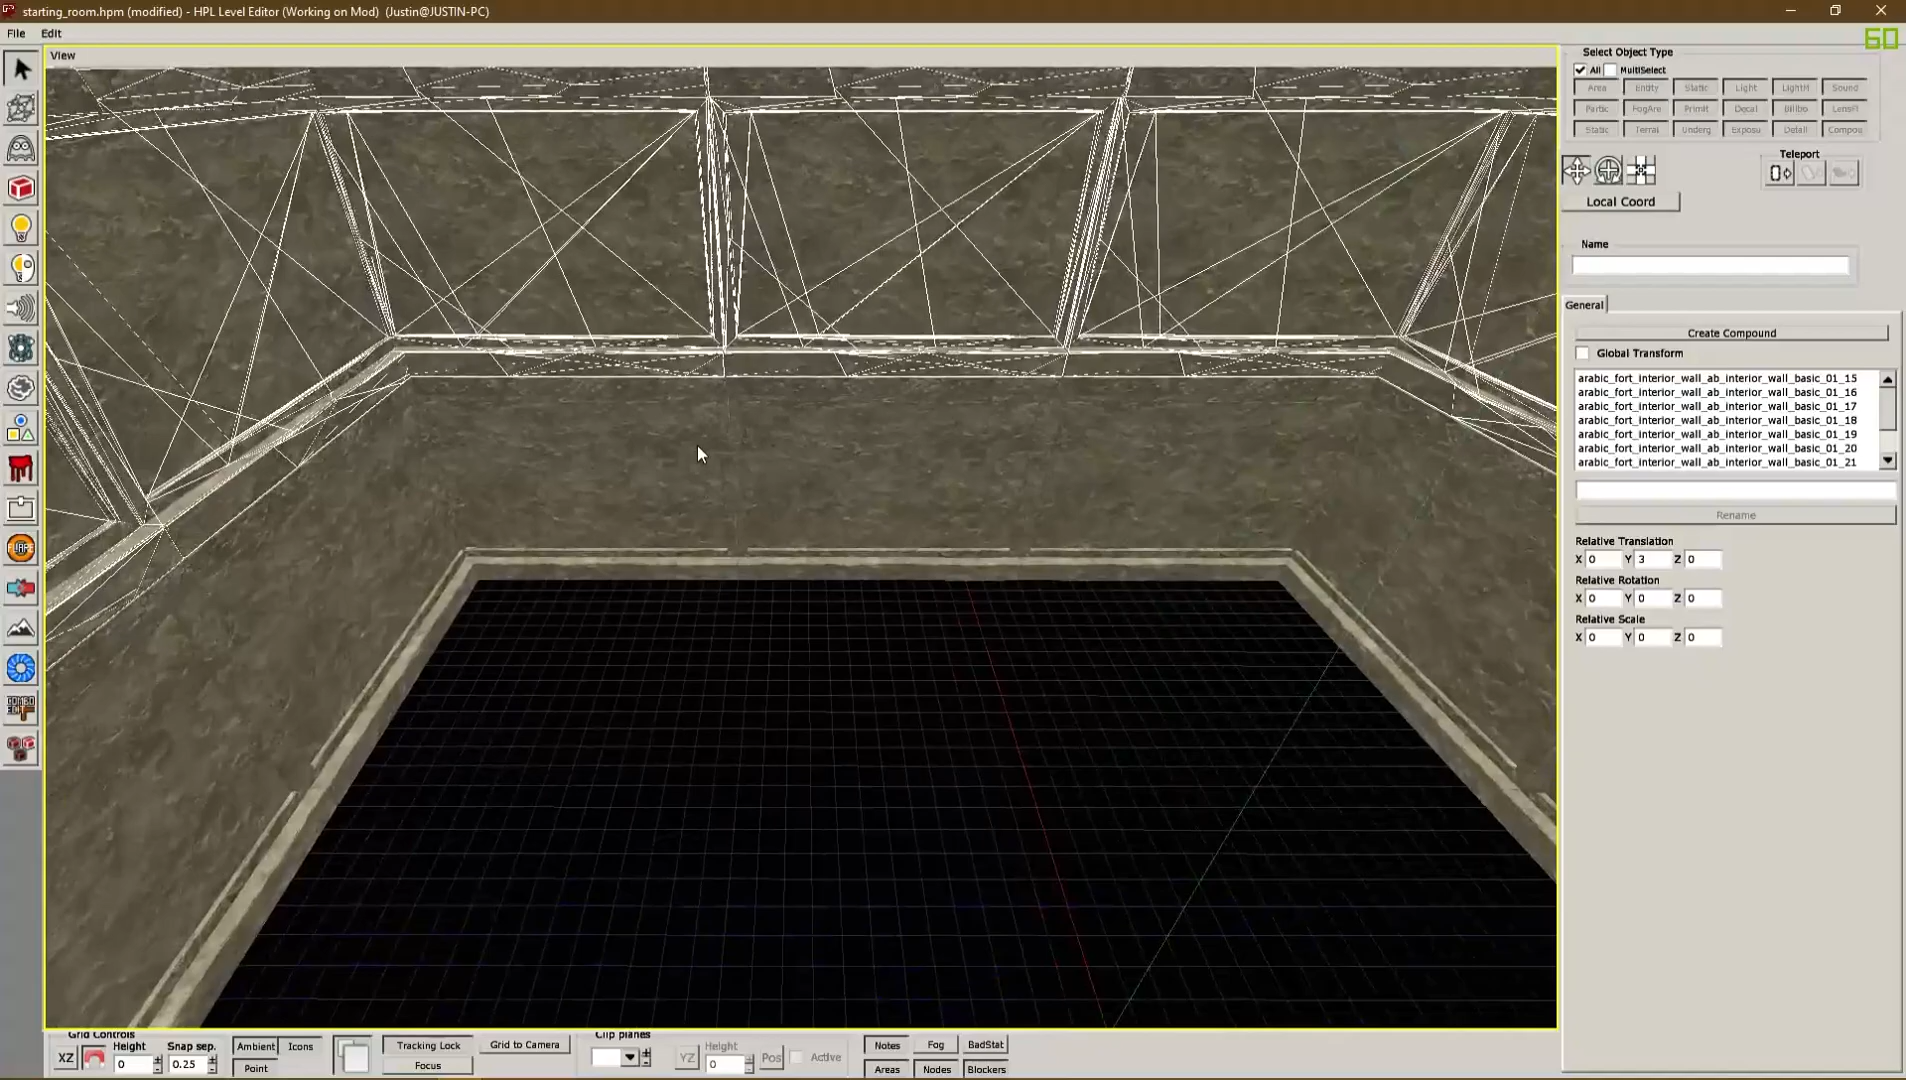 starting_room.hpm (modified) - HPL Level Editor (Working on Mod)  (Justin@JUSTIN-PC)
File Edit
60
View
Select Object Type
All MultiSelect
Area Entity Static Light LightM Sound
Partic FogAre Primit Decal Billbo LensFl
Static Terrai Underg Exposu Detail Compou
Teleport
Local Coord
Name
General
Create Compound
Global Transform
arabic_fort_interior_wall_ab_interior_wall_basic_01_15
arabic_fort_interior_wall_ab_interior_wall_basic_01_16
arabic_fort_interior_wall_ab_interior_wall_basic_01_17
arabic_fort_interior_wall_ab_interior_wall_basic_01_18
arabic_fort_interior_wall_ab_interior_wall_basic_01_19
arabic_fort_interior_wall_ab_interior_wall_basic_01_20
arabic_fort_interior_wall_ab_interior_wall_basic_01_21
Rename
Relative Translation
X 0 Y 3 Z 0
Relative Rotation
X 0 Y 0 Z 0
Relative Scale
X 0 Y 0 Z 0
Grid Controls
XZ Height 0 Snap sep. 0.25
Ambient Icons
Point
Tracking Lock
Focus
Grid to Camera
Clip planes
YZ Height 0 Pos Active
Notes Fog BadStat
Areas Nodes Blockers